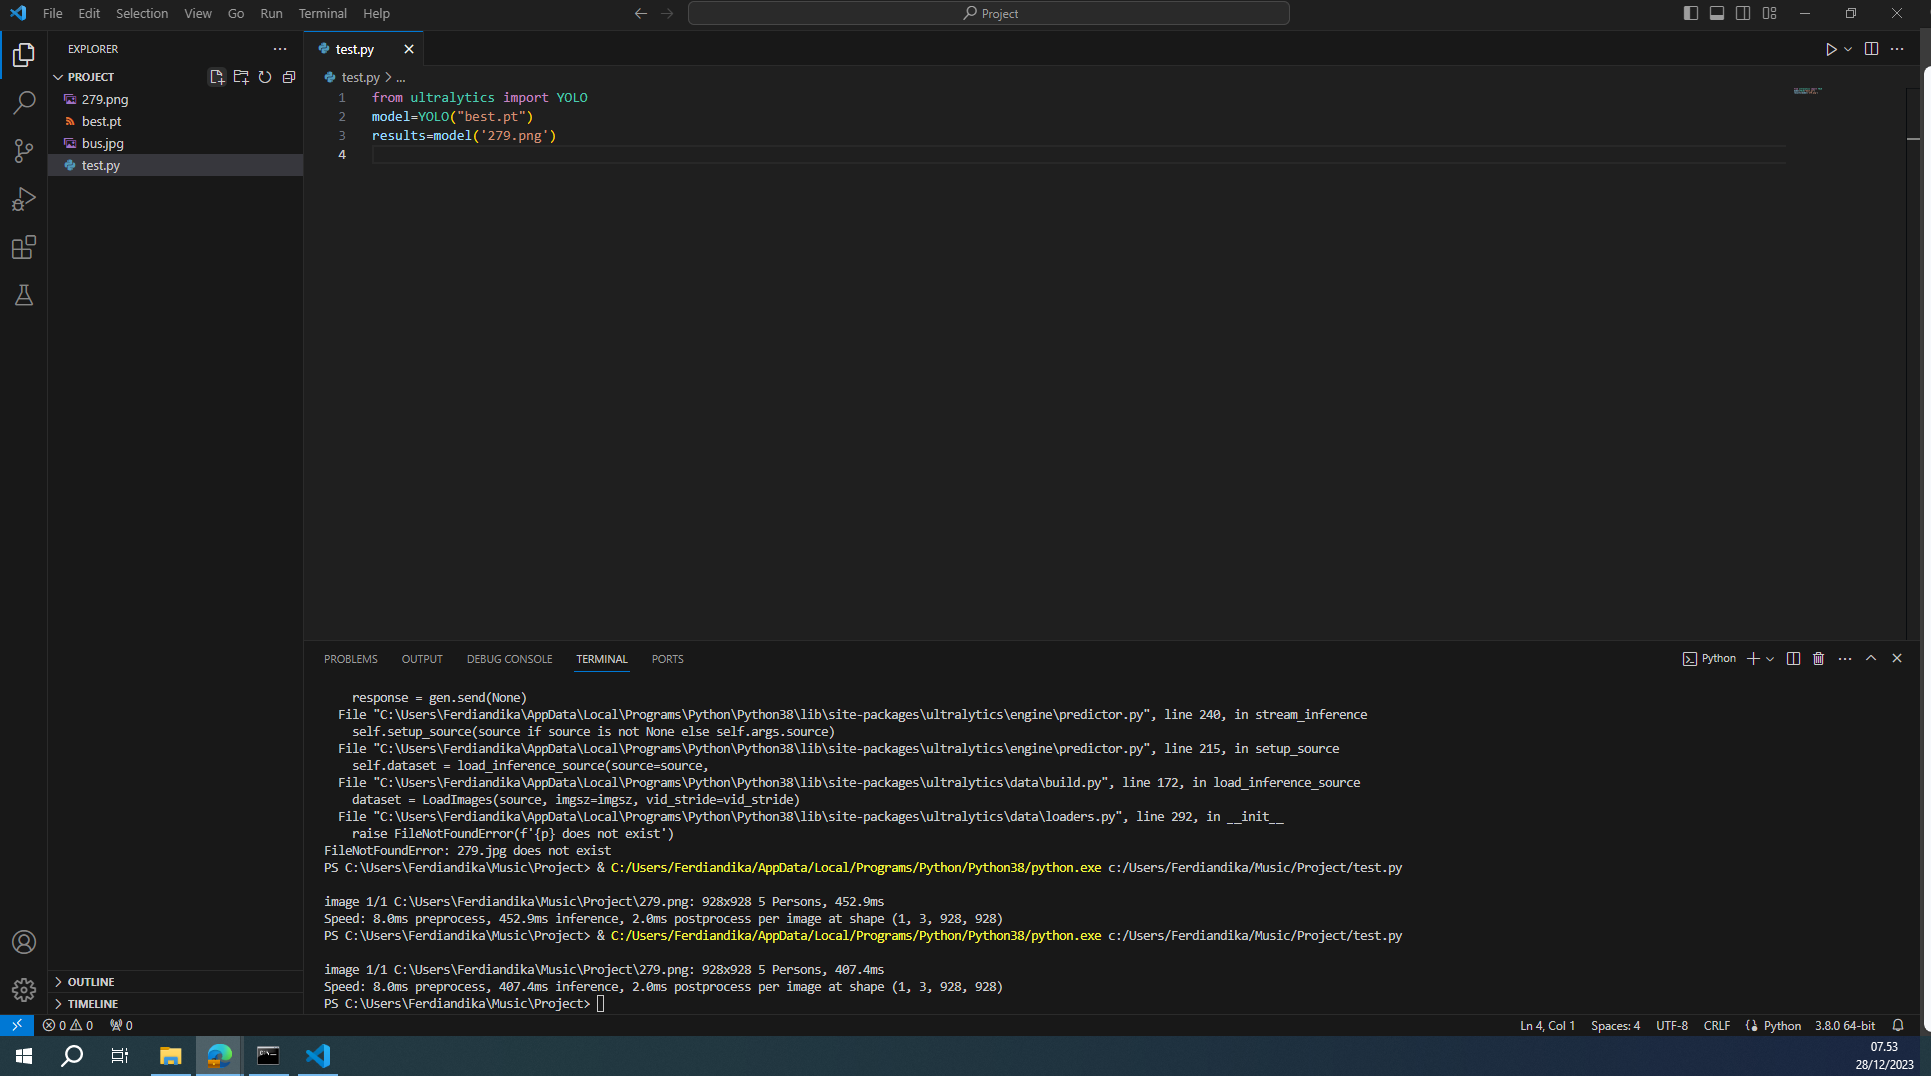 File Edit Selection View Go Run Terminal Help
Project
EXPLORER
PROJECT
279.png
best.pt
bus.jpg
test.py
OUTLINE
TIMELINE
test.py
test.py > ...
1 from ultralytics import YOLO
2 model=YOLO("best.pt")
3 results=model('279.png')
4
PROBLEMS OUTPUT DEBUG CONSOLE TERMINAL PORTS
Python
response = gen.send(None)
File "C:\Users\Ferdiandika\AppData\Local\Programs\Python\Python38\lib\site-packages\ultralytics\engine\predictor.py", line 240, in stream_inference
self.setup_source(source if source is not None else self.args.source)
File "C:\Users\Ferdiandika\AppData\Local\Programs\Python\Python38\lib\site-packages\ultralytics\engine\predictor.py", line 215, in setup_source
self.dataset = load_inference_source(source=source,
File "C:\Users\Ferdiandika\AppData\Local\Programs\Python\Python38\lib\site-packages\ultralytics\data\build.py", line 172, in load_inference_source
dataset = LoadImages(source, imgsz=imgsz, vid_stride=vid_stride)
File "C:\Users\Ferdiandika\AppData\Local\Programs\Python\Python38\lib\site-packages\ultralytics\data\loaders.py", line 292, in __init__
raise FileNotFoundError(f'{p} does not exist')
FileNotFoundError: 279.jpg does not exist
PS C:\Users\Ferdiandika\Music\Project> & C:/Users/Ferdiandika/AppData/Local/Programs/Python/Python38/python.exe c:/Users/Ferdiandika/Music/Project/test.py
image 1/1 C:\Users\Ferdiandika\Music\Project\279.png: 928x928 5 Persons, 452.9ms
Speed: 8.0ms preprocess, 452.9ms inference, 2.0ms postprocess per image at shape (1, 3, 928, 928)
PS C:\Users\Ferdiandika\Music\Project> & C:/Users/Ferdiandika/AppData/Local/Programs/Python/Python38/python.exe c:/Users/Ferdiandika/Music/Project/test.py
image 1/1 C:\Users\Ferdiandika\Music\Project\279.png: 928x928 5 Persons, 407.4ms
Speed: 8.0ms preprocess, 407.4ms inference, 2.0ms postprocess per image at shape (1, 3, 928, 928)
PS C:\Users\Ferdiandika\Music\Project>
0 0 0
Ln 4, Col 1 Spaces: 4 UTF-8 CRLF Python 3.8.0 64-bit
07.53
28/12/2023